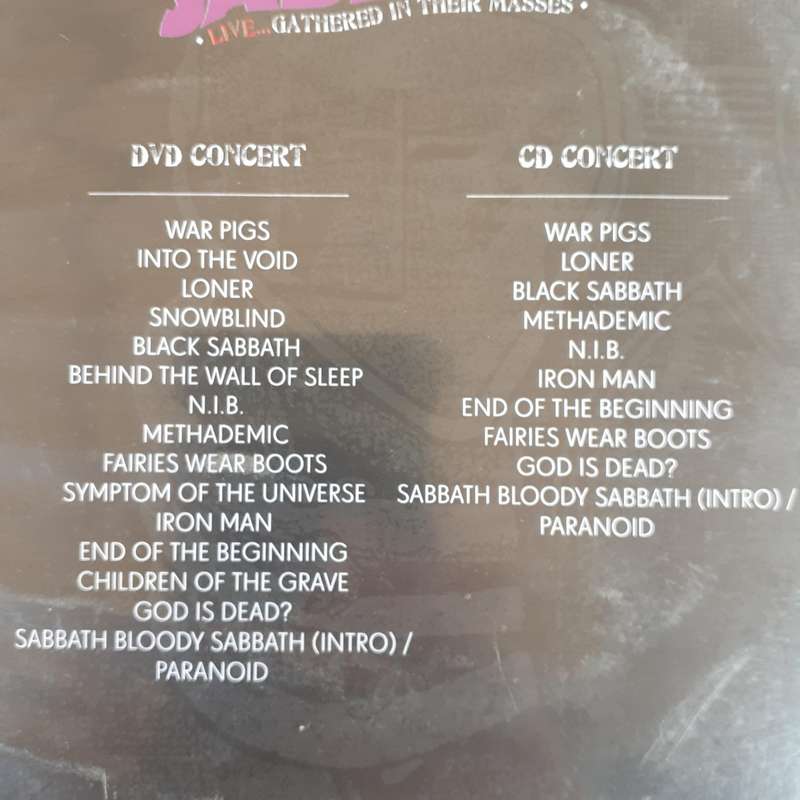 • LIVE...GATHERED IN THEIR MASSES •
DVD CONCERT
WAR PIGS
INTO THE VOID
LONER
SNOWBLIND
BLACK SABBATH
BEHIND THE WALL OF SLEEP
N.I.B.
METHADEMIC
FAIRIES WEAR BOOTS
SYMPTOM OF THE UNIVERSE
IRON MAN
END OF THE BEGINNING
CHILDREN OF THE GRAVE
GOD IS DEAD?
SABBATH BLOODY SABBATH (INTRO) /
PARANOID
CD CONCERT
WAR PIGS
LONER
BLACK SABBATH
METHADEMIC
N.I.B.
IRON MAN
END OF THE BEGINNING
FAIRIES WEAR BOOTS
GOD IS DEAD?
SABBATH BLOODY SABBATH (INTRO) /
PARANOID